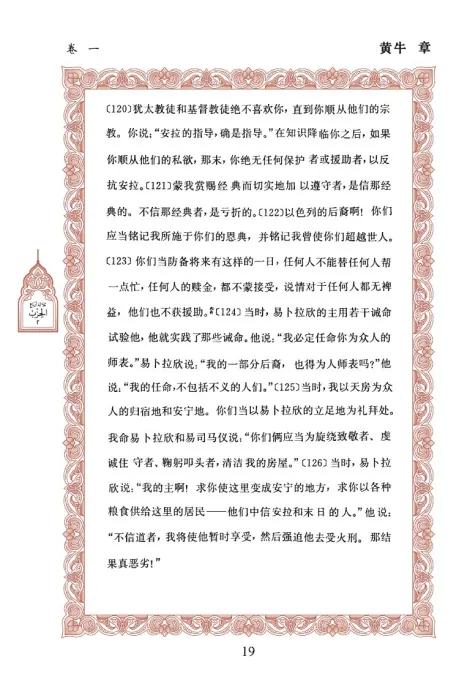 卷 一
黄牛 章
〔120〕犹太教徒和基督教徒绝不喜欢你，直到你顺从他们的宗
教。你说：“安拉的指导，确是指导。”在知识降临你之后，如果
你顺从他们的私欲，那末，你绝无任何保护者或援助者，以反
抗安拉。〔121〕蒙我赏赐经典而切实地加以遵守者，是信那经
典的。不信那经典者，是亏折的。〔122〕以色列的后裔啊！你们
应当铭记我所施于你们的恩典，并铭记我曾使你们超越世人。
〔123〕你们当防备将来有这样的一日，任何人不能替任何人帮
一点忙，任何人的赎金，都不蒙接受，说情对于任何人都无裨
益，他们也不获援助。〔124〕当时，易卜拉欣的主用若干诫命
试验他，他就实践了那些诫命。他说：“我必定任命你为众人的
师表。”易卜拉欣说：“我的一部分后裔，也得为人师表吗？”他
说：“我的任命，不包括不义的人们。”〔125〕当时，我以天房为众
人的归宿地和安宁地。你们当以易卜拉欣的立足地为礼拜处。
我命易卜拉欣和易司马仪说：“你们俩应当为旋绕致敬者、虔
诚住守者、鞠躬叩头者，清洁我的房屋。”〔126〕当时，易卜拉
欣说：“我的主啊！求你使这里变成安宁的地方，求你以各种
粮食供给这里的居民——他们中信安拉和末日的人。”他说：
“不信道者，我将使他暂时享受，然后强迫他去受火刑。那结
果真恶劣！”
الحزب
٢
19